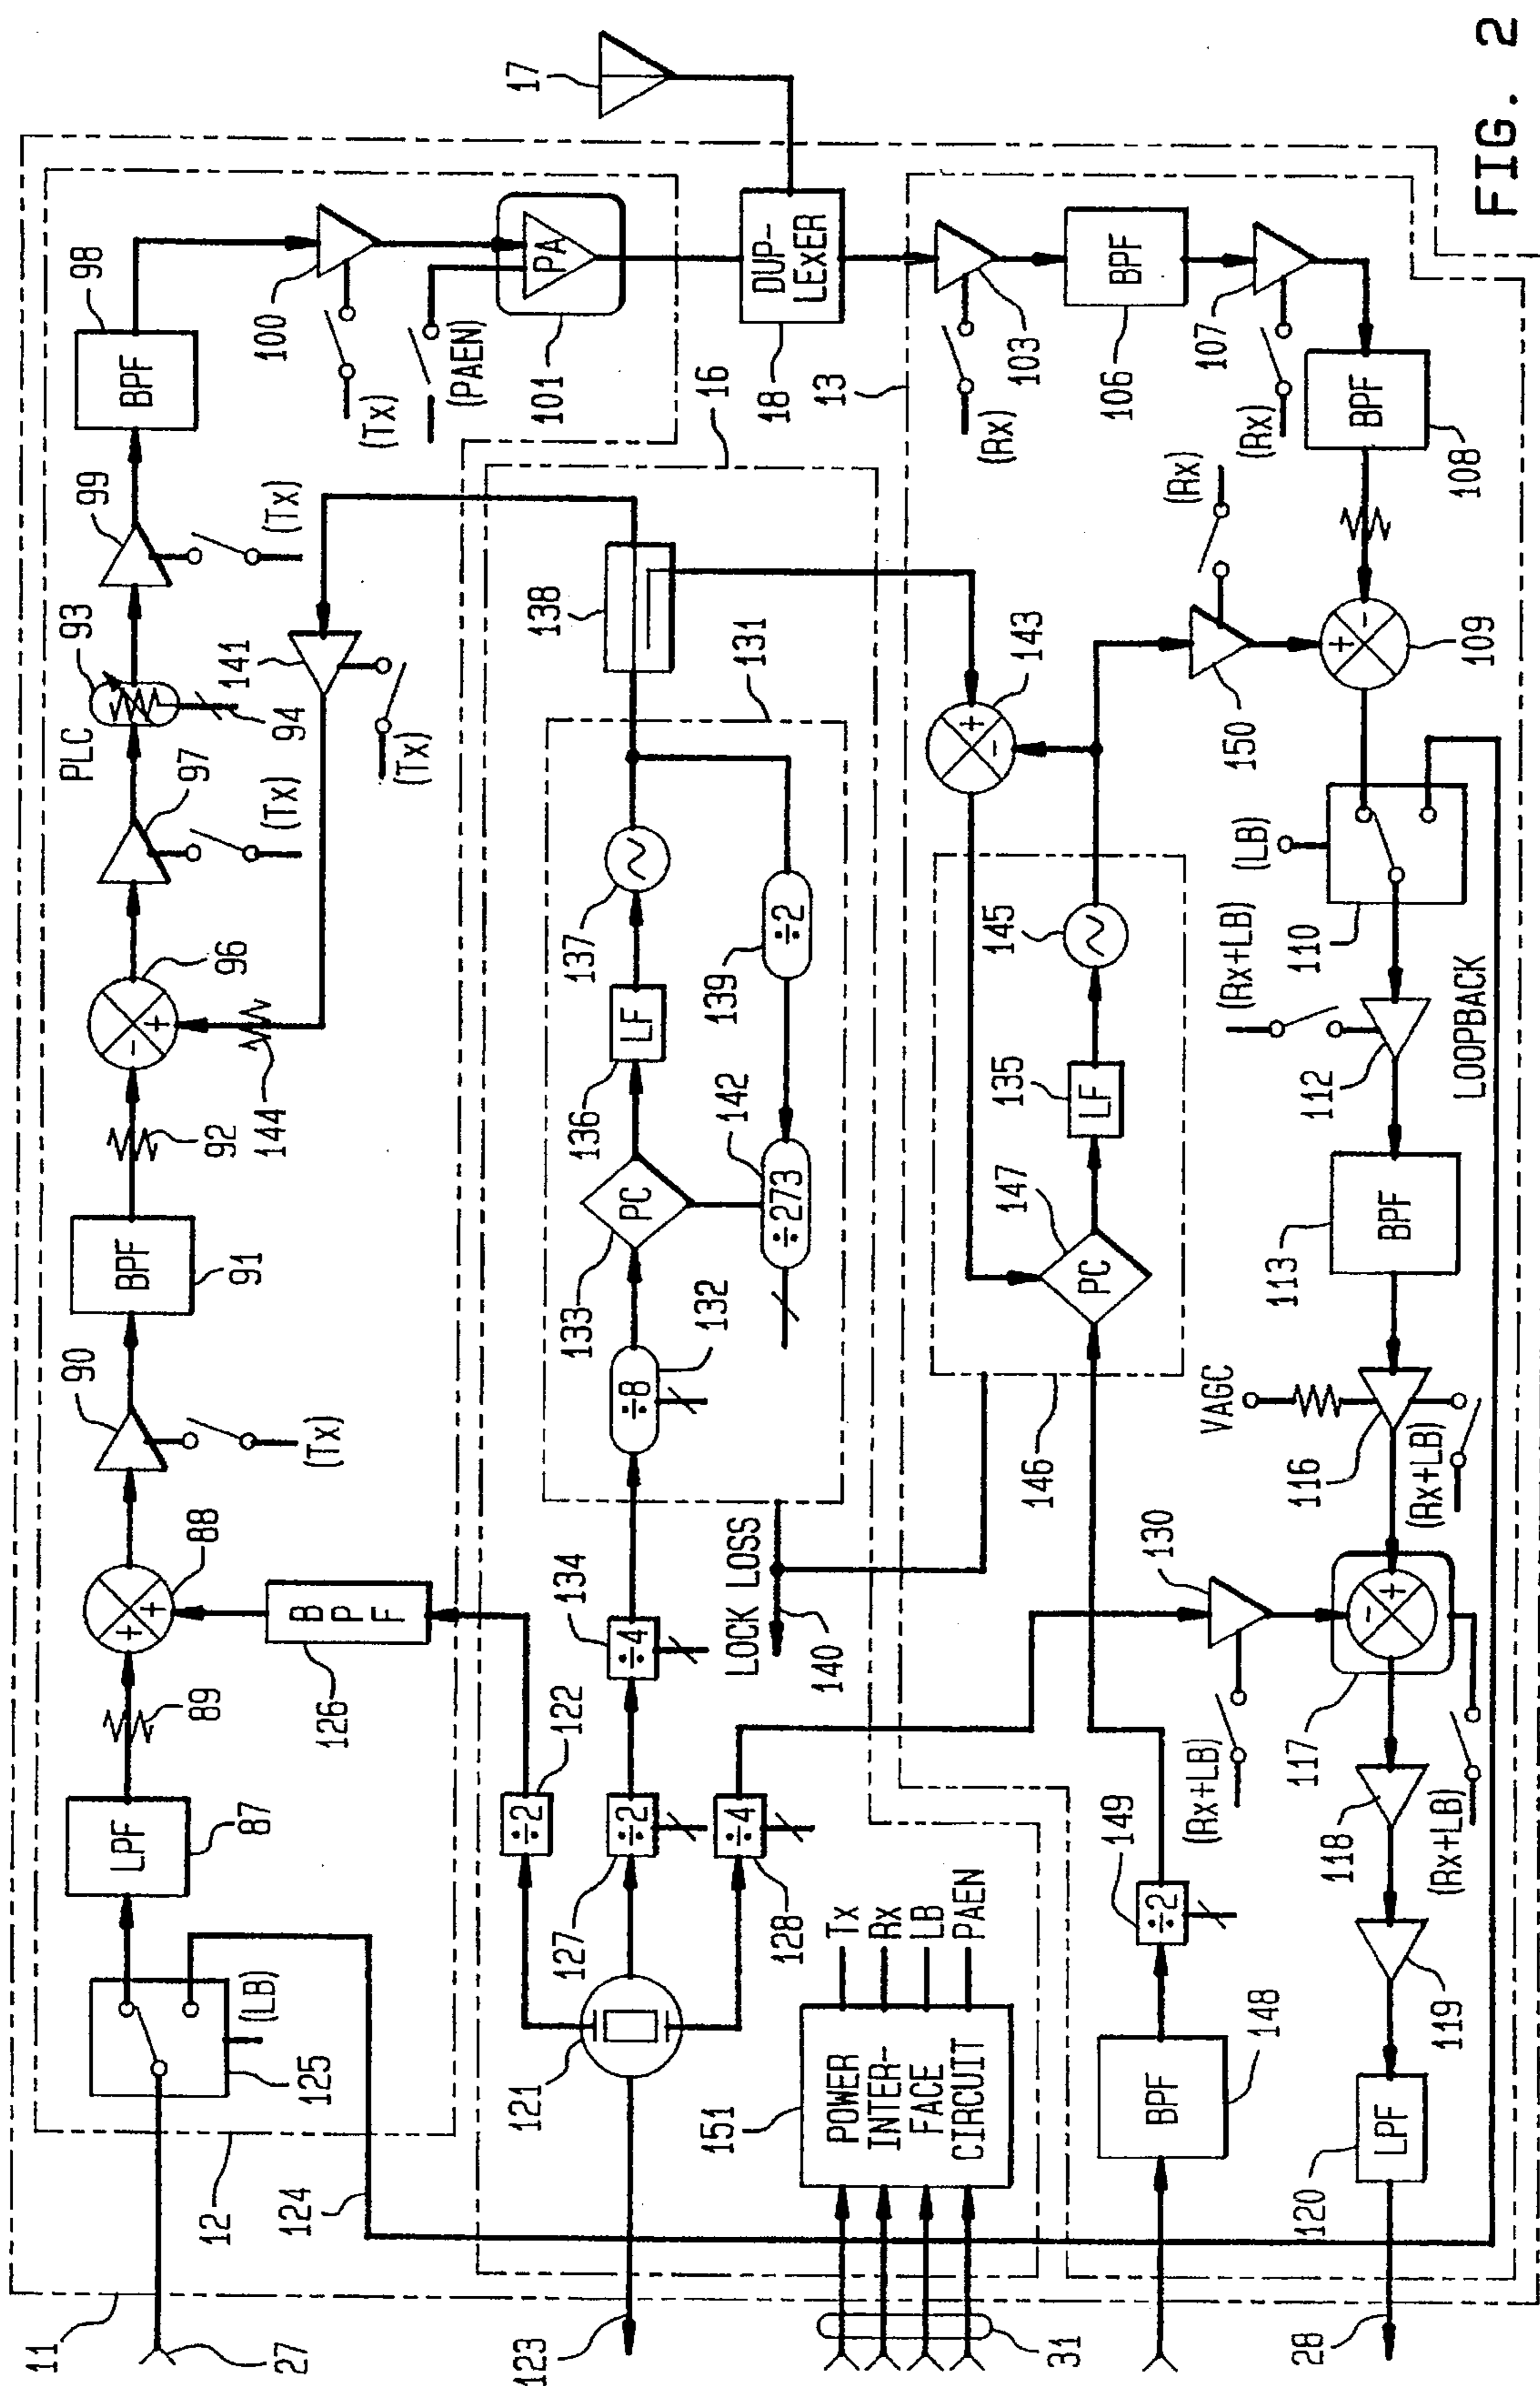 FIG. 2
11
27
12
124
125
(LB)
LPF
87
89
88
BPF
126
90
(Tx)
BPF
91
92
144
96
97
(Tx)
PLC
93
94
141
(Tx)
99
(Tx)
BPF
98
100
(Tx)
(PAEN)
PA
101
17
DUP-
LEXER
18
16
123
121
÷2
122
÷2
127
÷4
128
÷4
134
LOCK LOSS
140
÷8
132
PC
133
LF
136
137
÷2
139
÷273
142
131
138
31
151
POWER
INTER-
FACE
CIRCUIT
Tx
Rx
LB
PAEN
13
103
(Rx)
BPF
106
107
(Rx)
BPF
108
109
+
-
(Rx)
150
143
+
-
145
LF
135
PC
147
146
BPF
148
÷2
149
(LB)
110
LOOPBACK
(Rx+LB)
112
BPF
113
VAGC
116
(Rx+LB)
130
(Rx+LB)
117
-
+
(Rx+LB)
118
119
LPF
120
28